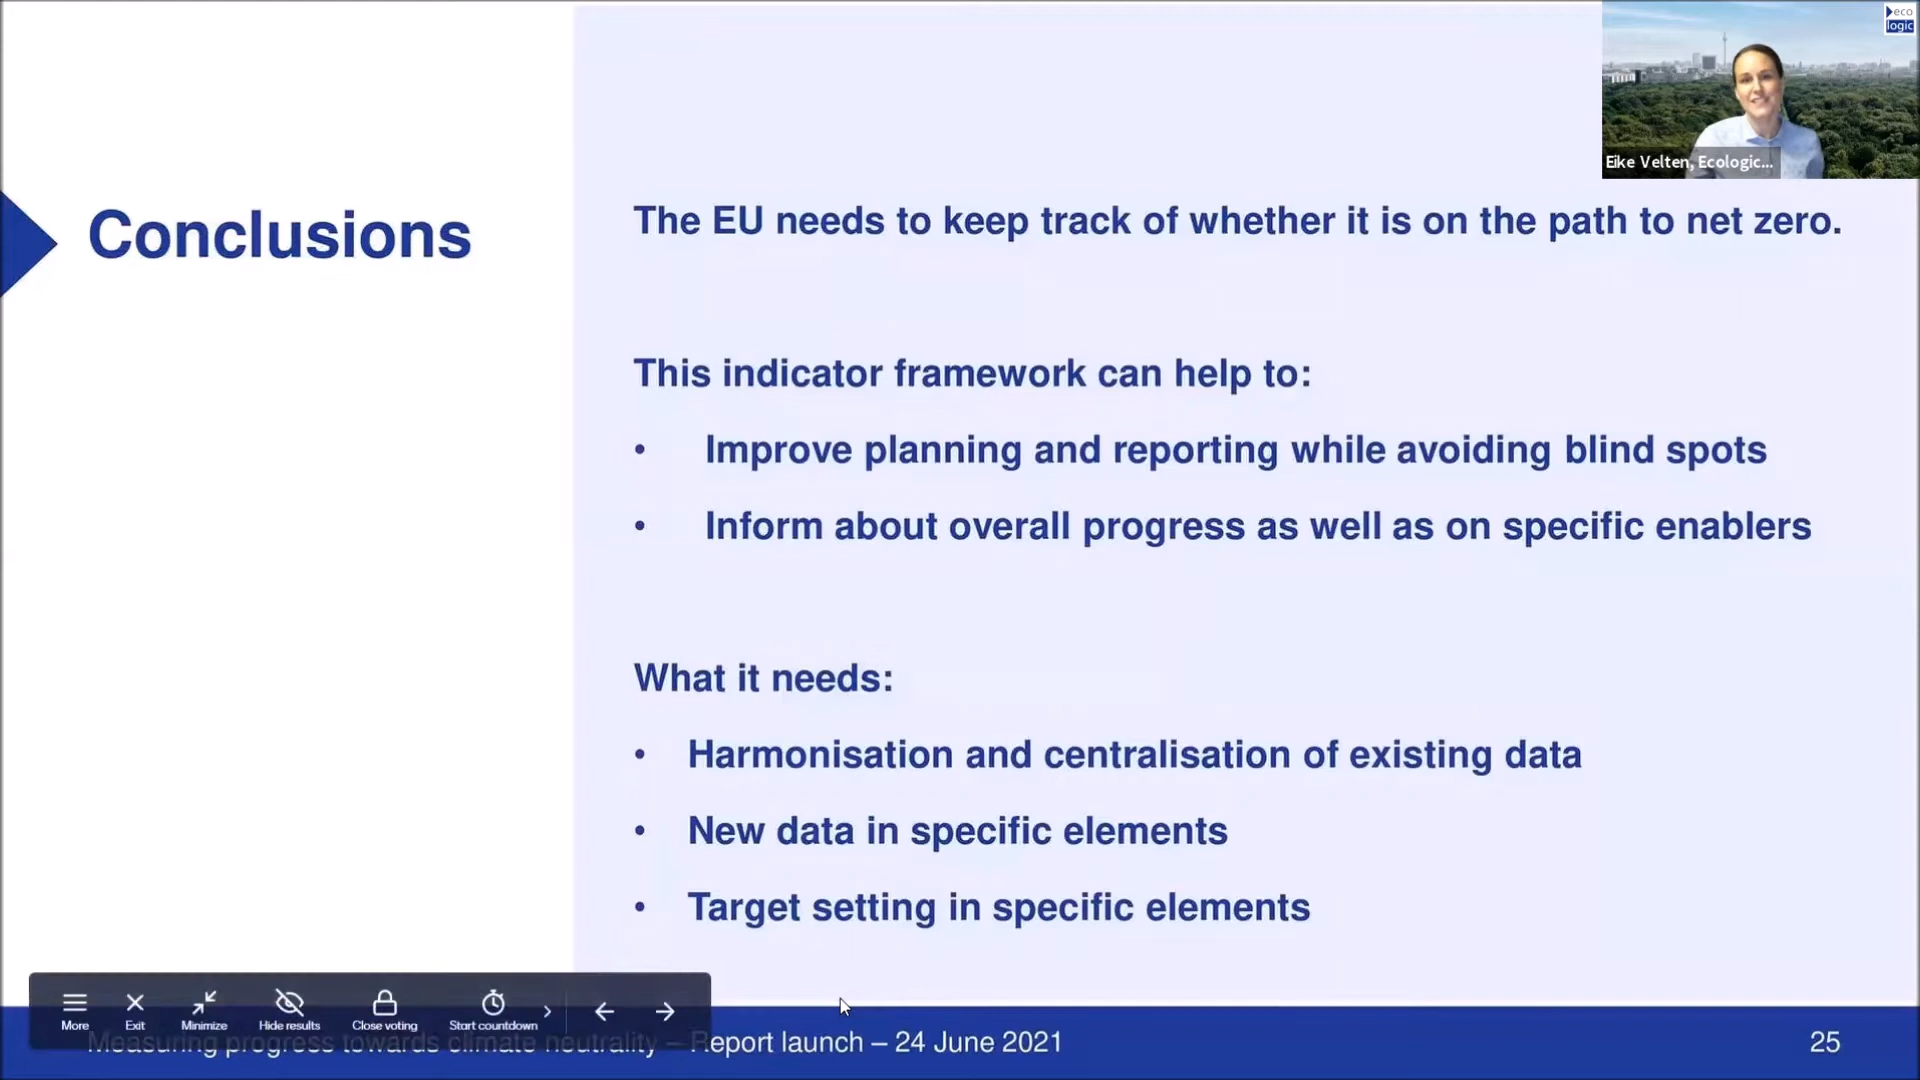 eco
logic
Eike Velten, Ecologic...
Conclusions
The EU needs to keep track of whether it is on the path to net zero.
This indicator framework can help to:
• Improve planning and reporting while avoiding blind spots
• Inform about overall progress as well as on specific enablers
What it needs:
• Harmonisation and centralisation of existing data
• New data in specific elements
• Target setting in specific elements
More
Exit
Minimize
Hide results
Close voting
Start countdown
Measuring progress towards climate neutrality – Report launch – 24 June 2021
25